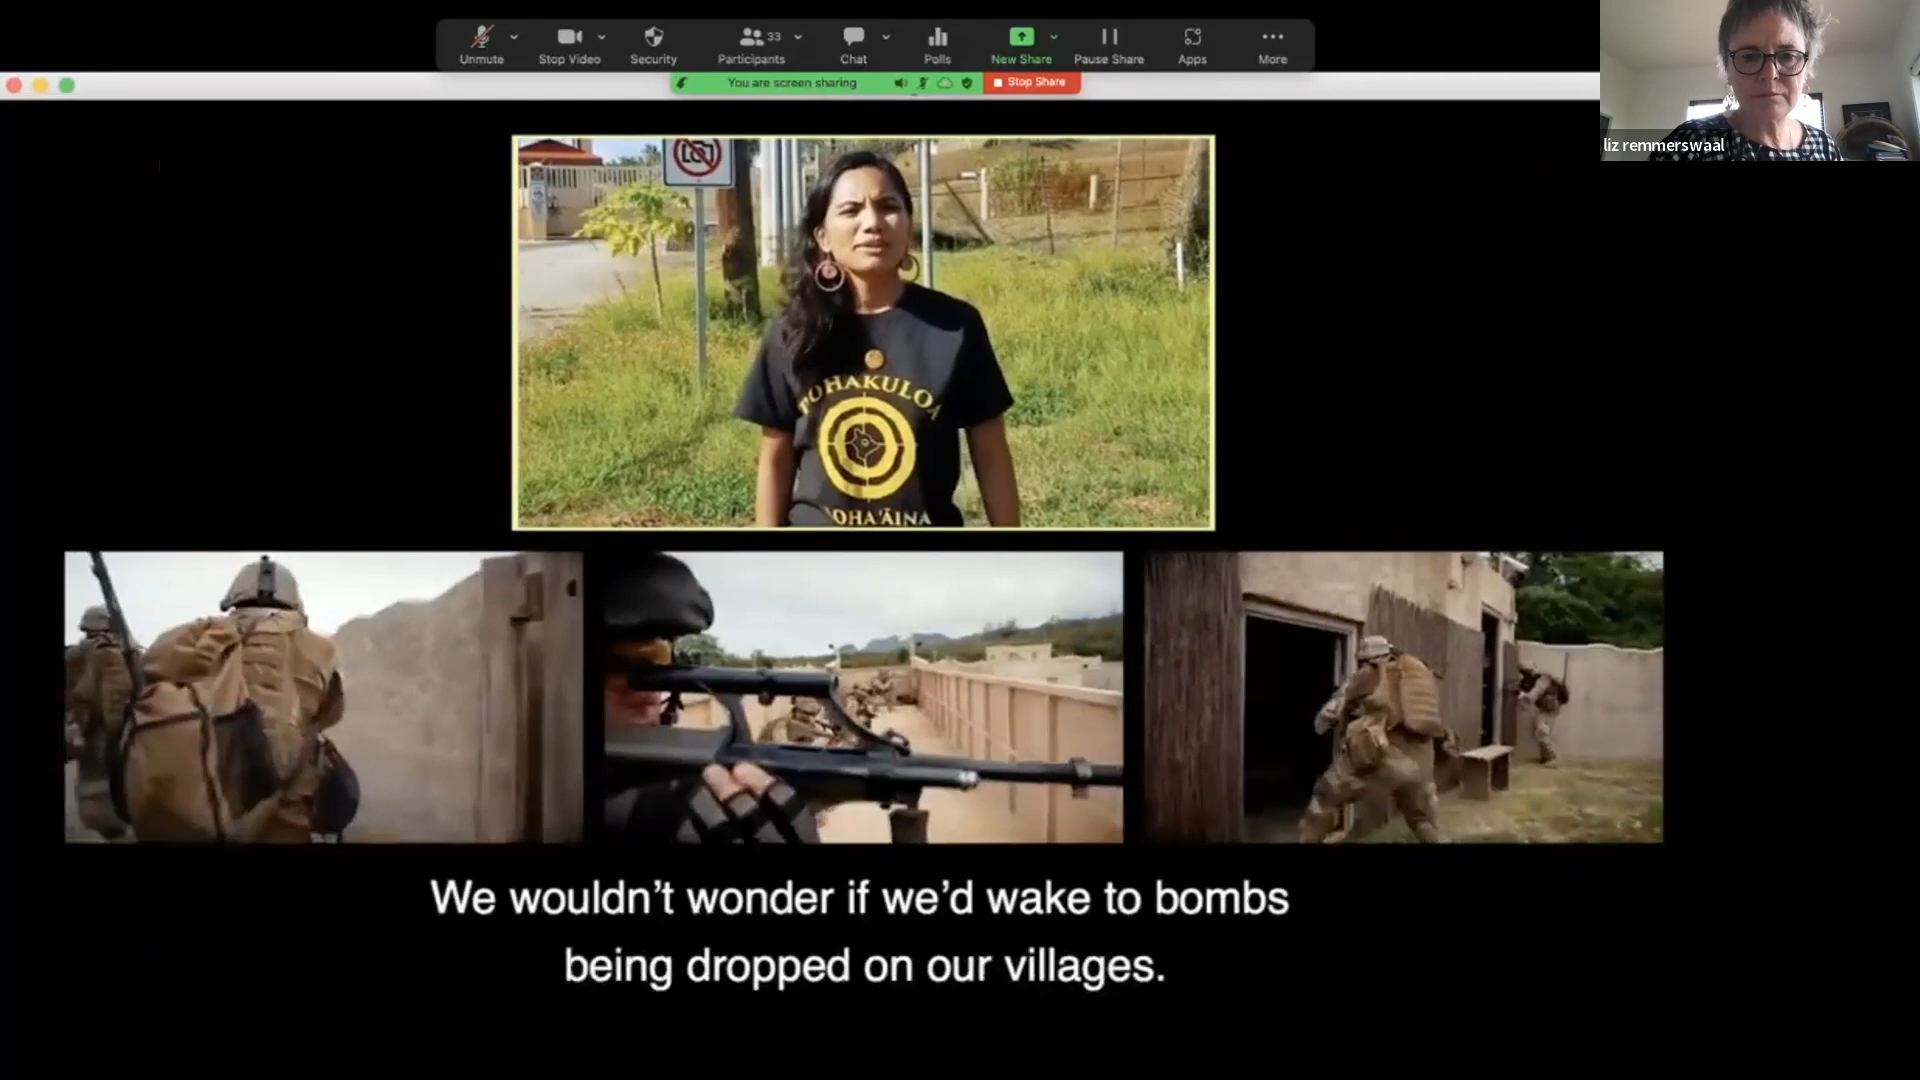 Unmute
Stop Video
Security
33
Participants
Chat
Polls
New Share
Pause Share
Apps
More
You are screen sharing
Stop Share
liz remmerswaal
POHAKULOA
OHA ʻĀINA
We wouldn’t wonder if we’d wake to bombs
being dropped on our villages.